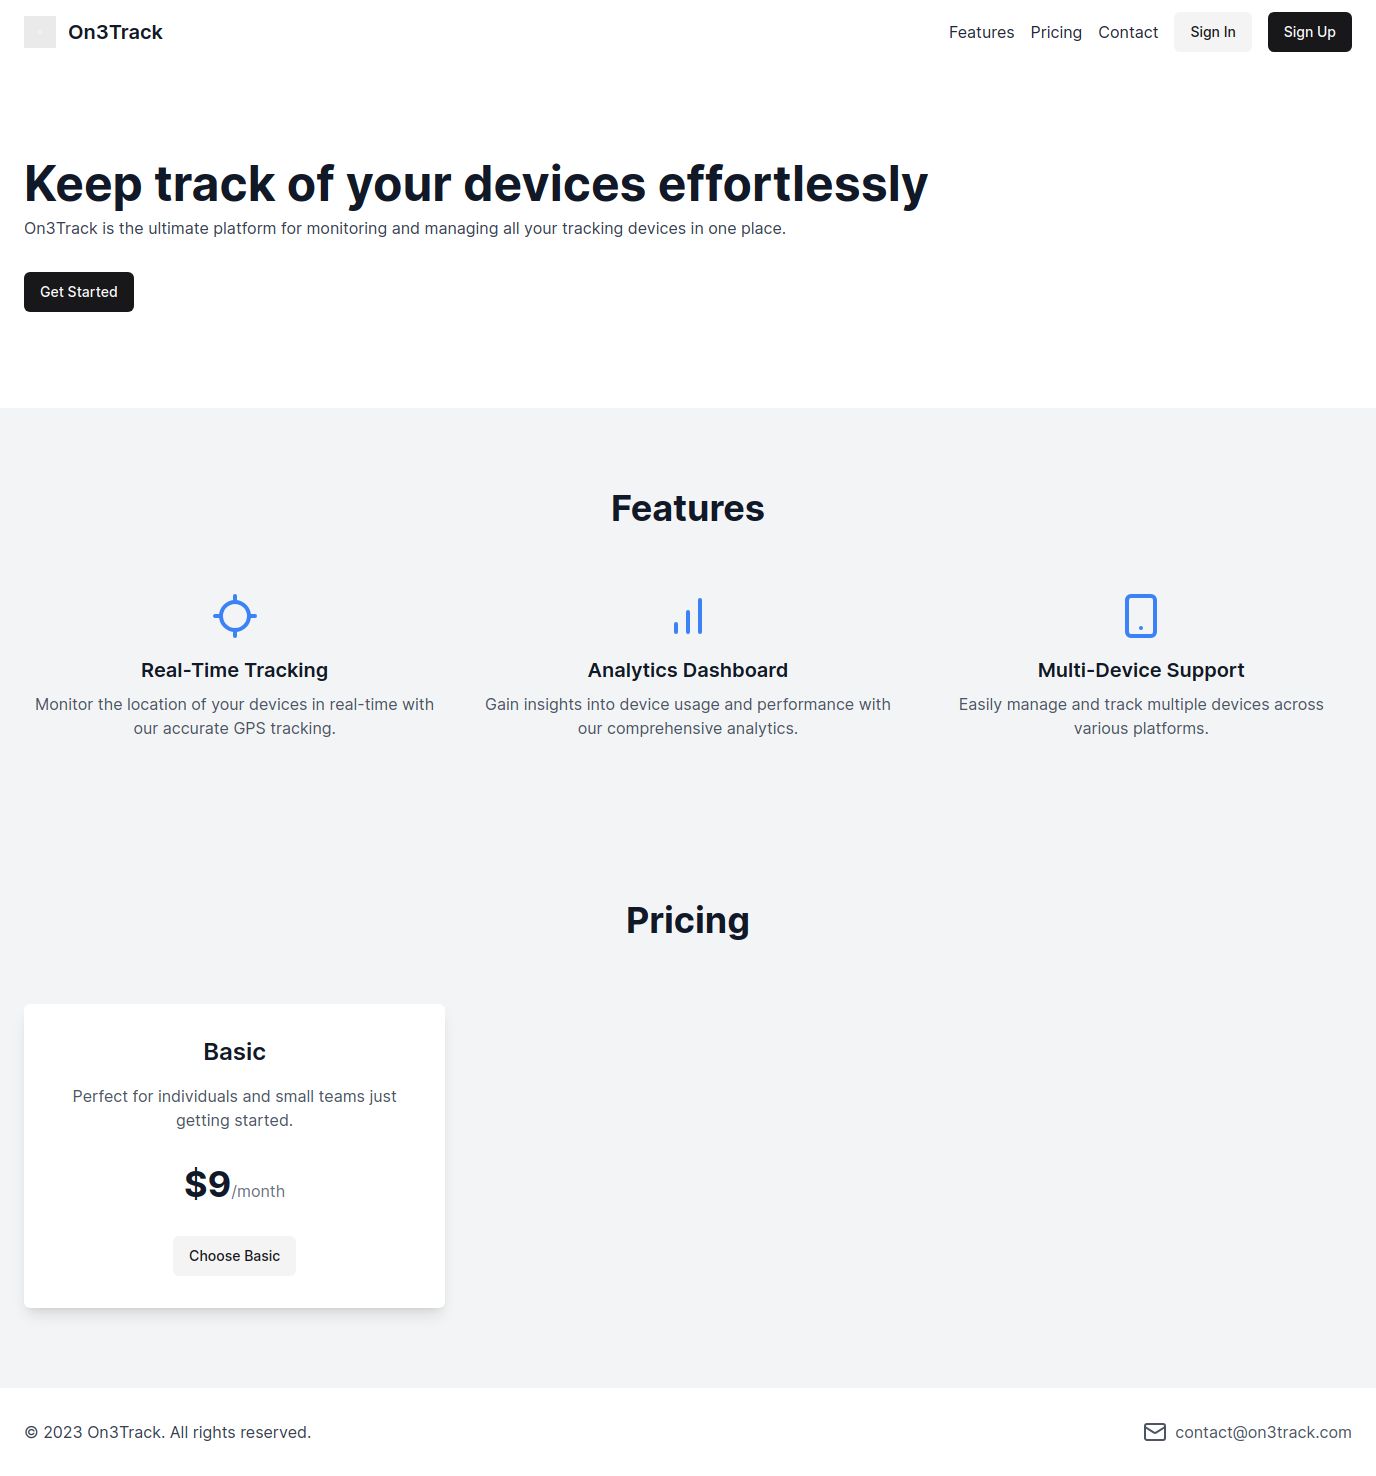 On3Track
Features
Pricing
Contact
Sign In
Sign Up
Keep track of your devices effortlessly
On3Track is the ultimate platform for monitoring and managing all your tracking devices in one place.
Get Started
Features
Real-Time Tracking
Monitor the location of your devices in real-time with
our accurate GPS tracking.
Analytics Dashboard
Gain insights into device usage and performance with
our comprehensive analytics.
Multi-Device Support
Easily manage and track multiple devices across
various platforms.
Pricing
Basic
Perfect for individuals and small teams just
getting started.
$9/month
Choose Basic
© 2023 On3Track. All rights reserved.
contact@on3track.com